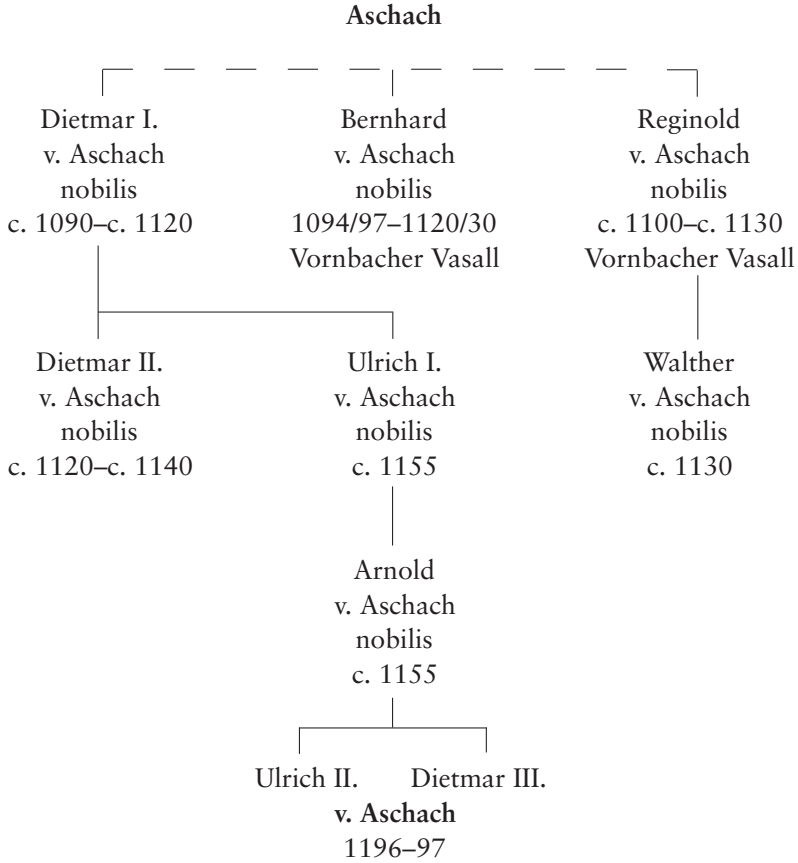 Aschach
Dietmar I.
v. Aschach
nobilis
c. 1090–c. 1120
Bernhard
v. Aschach
nobilis
1094/97–1120/30
Vornbacher Vasall
Reginold
v. Aschach
nobilis
c. 1100–c. 1130
Vornbacher Vasall
Dietmar II.
v. Aschach
nobilis
c. 1120–c. 1140
Ulrich I.
v. Aschach
nobilis
c. 1155
Walther
v. Aschach
nobilis
c. 1130
Arnold
v. Aschach
nobilis
c. 1155
Ulrich II. Dietmar III.
v. Aschach
1196–97